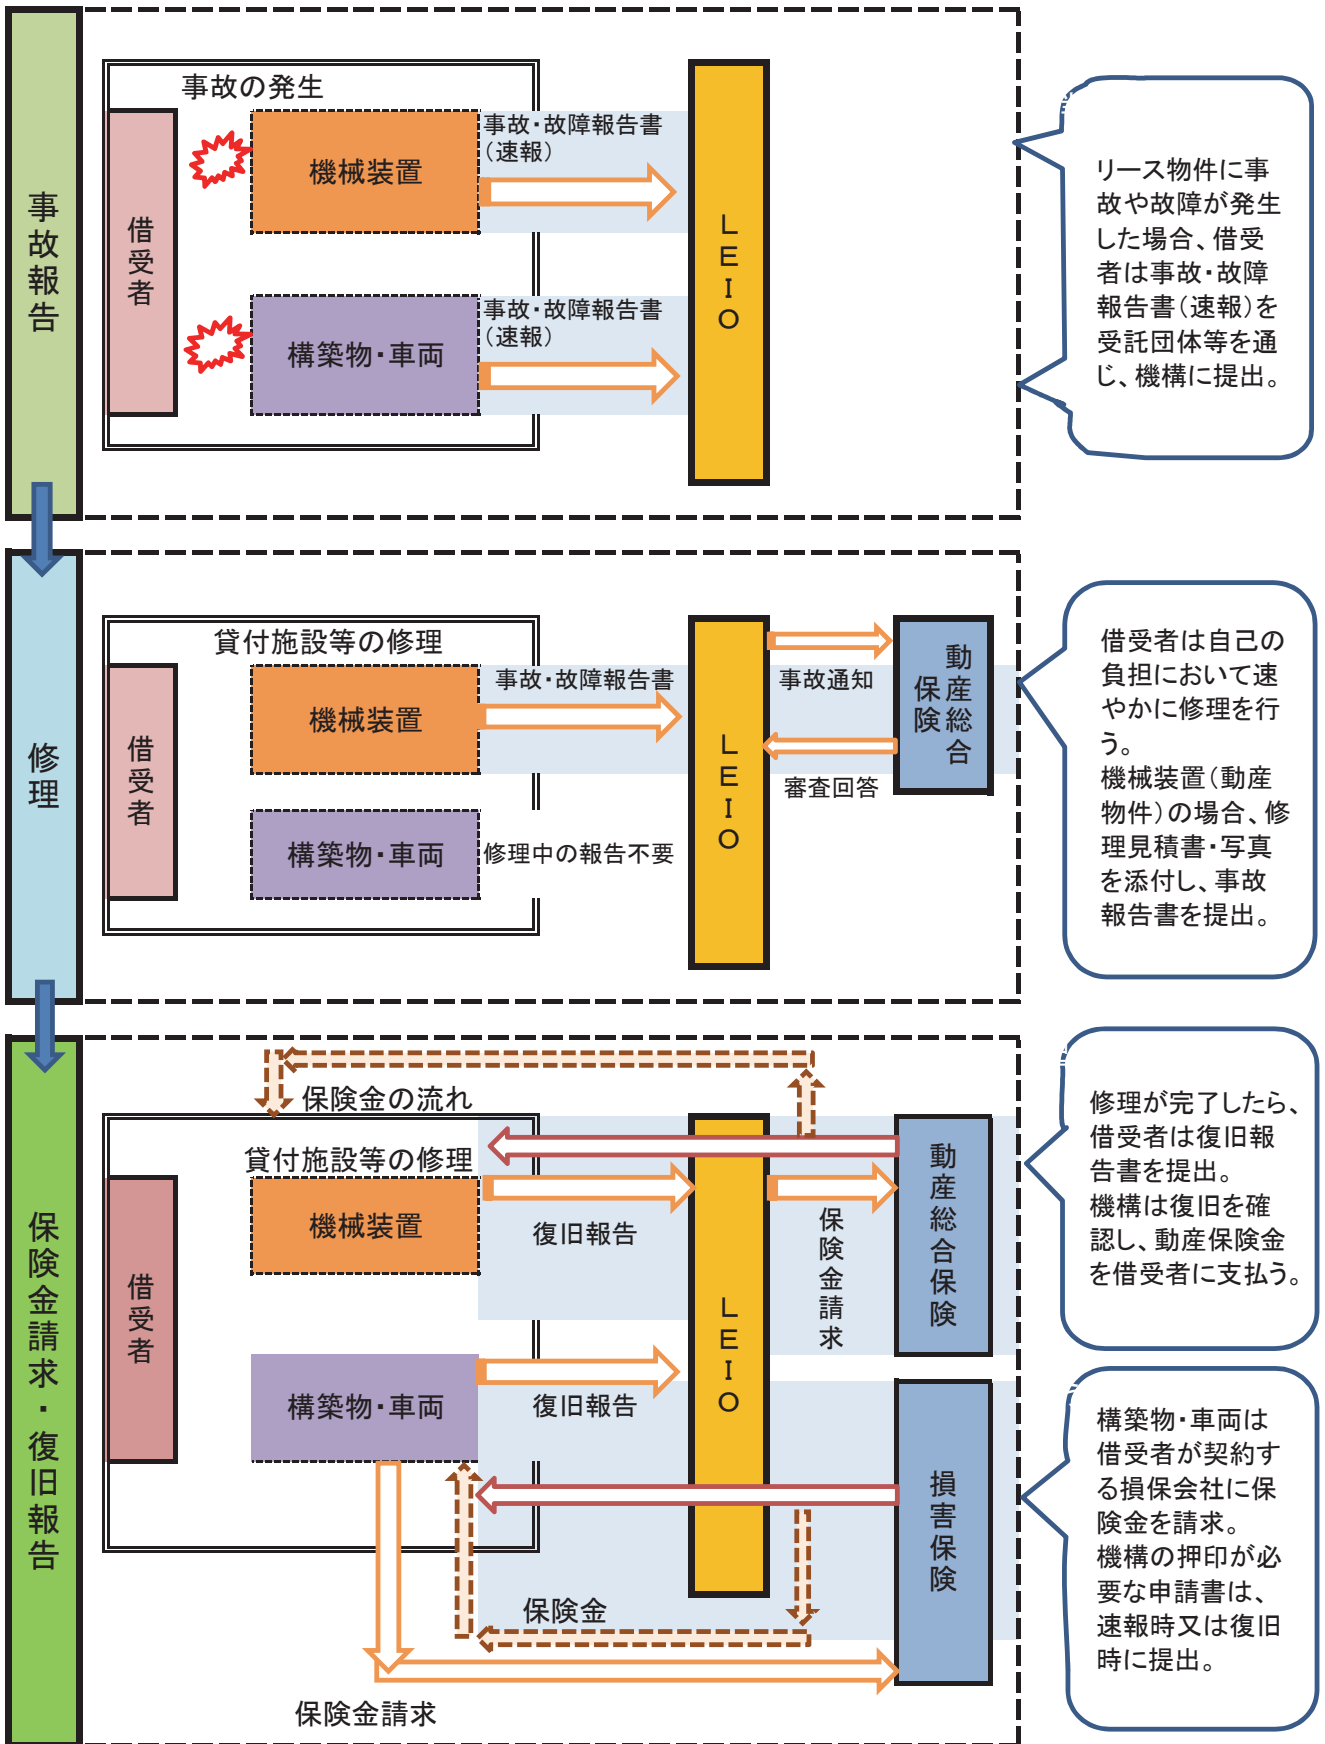 事故報告
事故の発生
借受者
機械装置
事故・故障報告書
（速報）
構築物・車両
事故・故障報告書
（速報）
ＬＥＩＯ
リース物件に事
故や故障が発生
した場合、借受
者は事故・故障
報告書（速報）を
受託団体等を通
じ、機構に提出。
修理
貸付施設等の修理
借受者
機械装置
事故・故障報告書
構築物・車両
修理中の報告不要
ＬＥＩＯ
事故通知
審査回答
動産総合
保険
借受者は自己の
負担において速
やかに修理を行
う。
機械装置（動産
物件）の場合、修
理見積書・写真
を添付し、事故
報告書を提出。
保険金請求・復旧報告
保険金の流れ
貸付施設等の修理
借受者
機械装置
復旧報告
構築物・車両
復旧報告
ＬＥＩＯ
保険金請求
動産総合保険
損害保険
保険金
保険金請求
修理が完了したら、
借受者は復旧報
告書を提出。
機構は復旧を確
認し、動産保険金
を借受者に支払う。
構築物・車両は
借受者が契約す
る損保会社に保
険金を請求。
機構の押印が必
要な申請書は、
速報時又は復旧
時に提出。